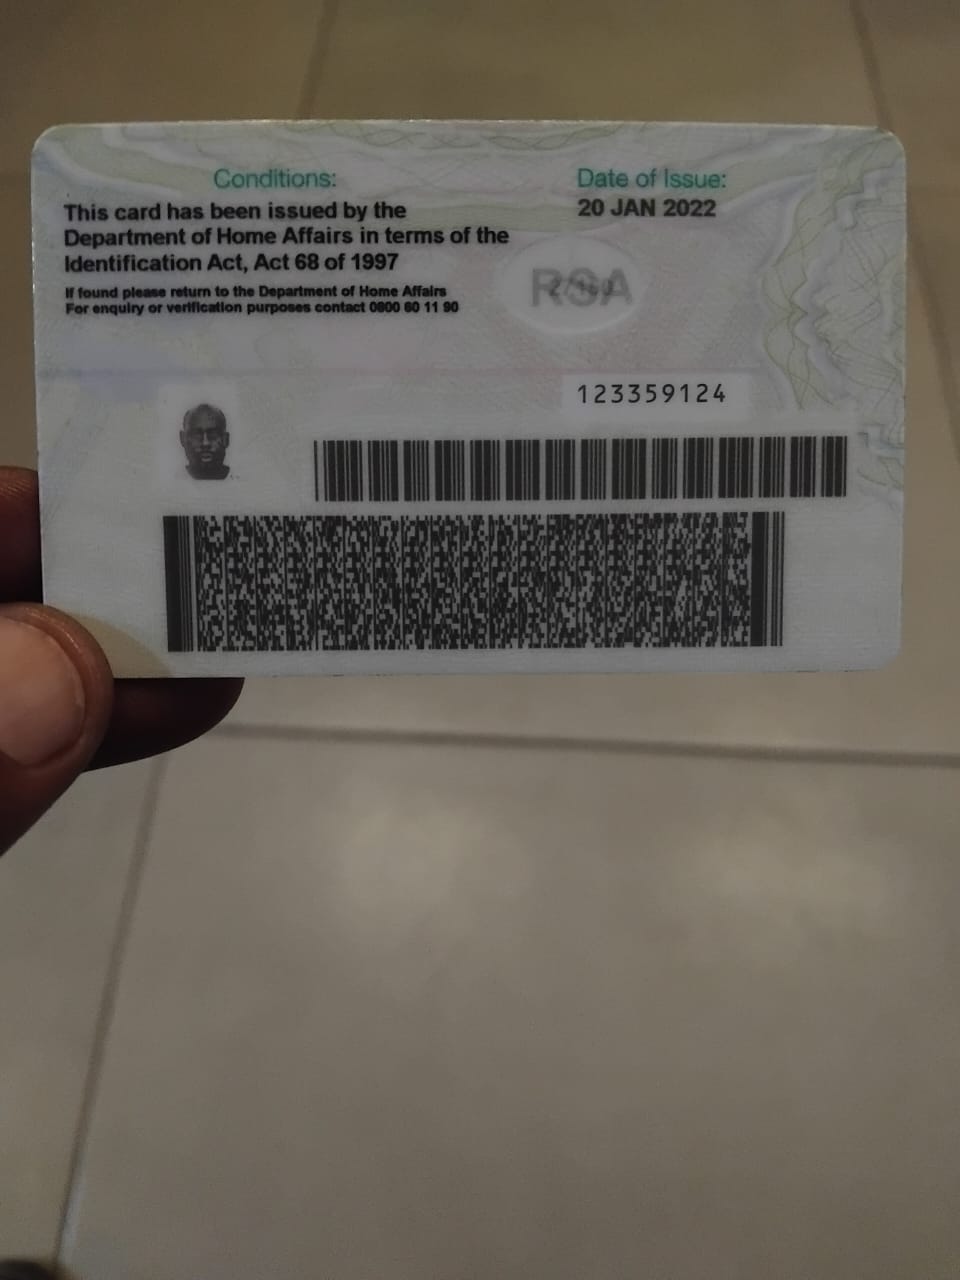 Conditions:
This card has been issued by the
Department of Home Affairs in terms of the
Identification Act, Act 68 of 1997
If found please return to the Department of Home Affairs
For enquiry or verification purposes contact 0800 60 11 90
Date of Issue:
20 JAN 2022
RSA
123359124